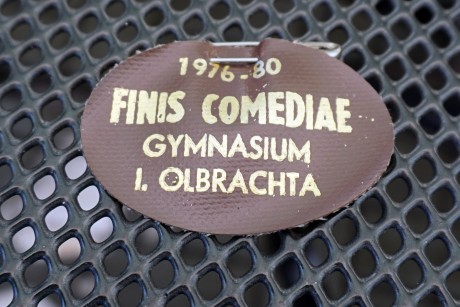 1976-80
FINIS COMEDIAE
GYMNASIUM
I. OLBRACHTA